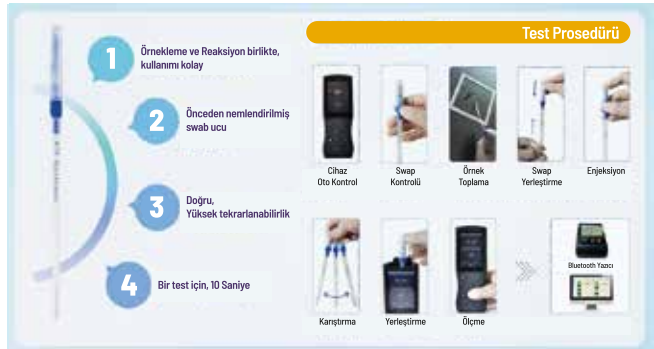 1
Örnekleme ve Reaksiyon birlikte,
kullanımı kolay
2
Önceden nemlendirilmiş
swab ucu
3
Doğru,
Yüksek tekrarlanabilirlik
4
Bir test için, 10 Saniye
Test Prosedürü
Cihaz
Oto Kontrol
Swap
Kontrolü
Örnek
Toplama
Swap
Yerleştirme
Enjeksiyon
Karıştırma
Yerleştirme
Ölçme
Bluetooth Yazıcı